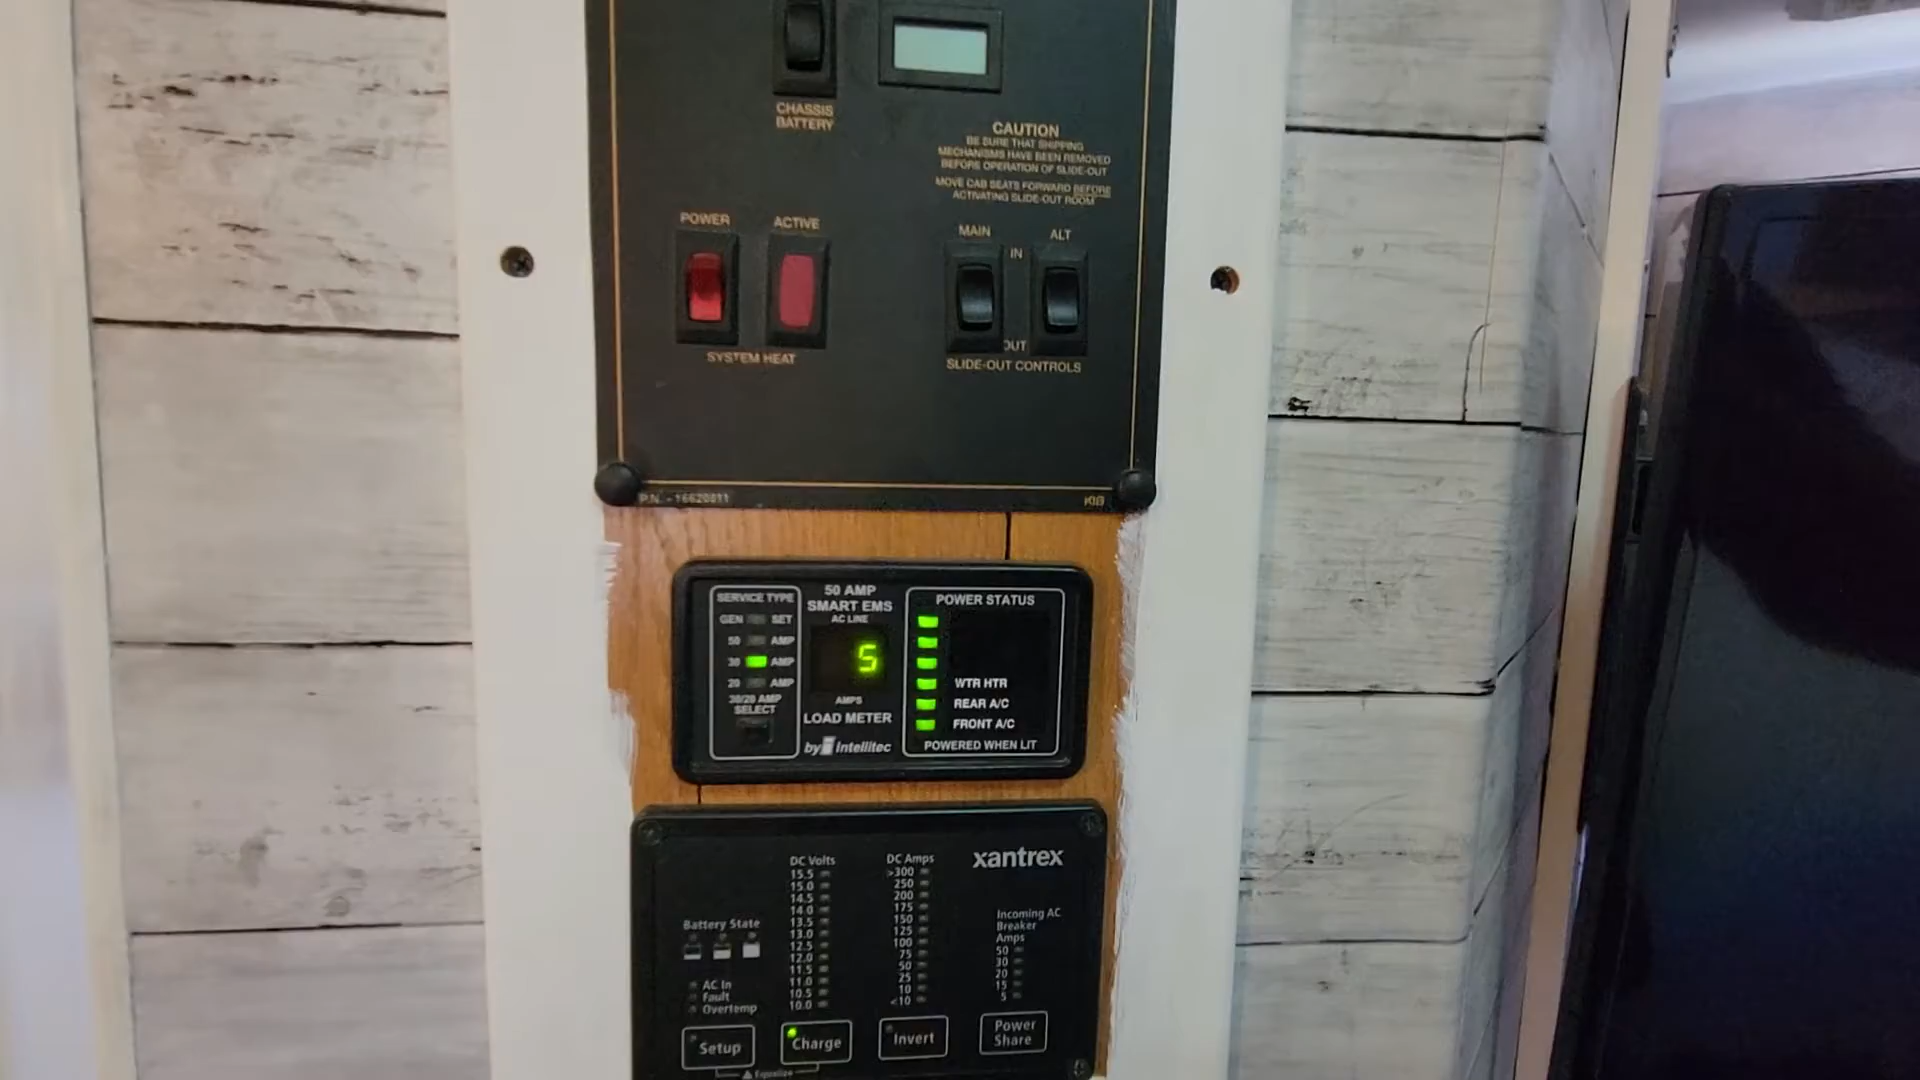 CHASSIS
BATTERY
CAUTION
BE SURE THAT SHIPPING
MECHANISMS HAVE BEEN REMOVED
BEFORE OPERATION OF SLIDE-OUT
MOVE CAB SEATS FORWARD BEFORE
ACTIVATING SLIDE-OUT ROOM
POWER
ACTIVE
SYSTEM HEAT
MAIN
ALT
IN
OUT
SLIDE-OUT CONTROLS
P.N. - 16620811
KIB
SERVICE TYPE
GEN SET
50 AMP
30 AMP
20 AMP
30/20 AMP
SELECT
50 AMP
SMART EMS
AC LINE
5
AMPS
LOAD METER
by Intellitec
POWER STATUS
WTR HTR
REAR A/C
FRONT A/C
POWERED WHEN LIT
xantrex
Battery State
AC In
Fault
Overtemp
DC Volts
15.5
15.0
14.5
14.0
13.5
13.0
12.5
12.0
11.5
11.0
10.5
10.0
DC Amps
>300
250
200
175
150
125
100
75
50
25
10
<10
Incoming AC
Breaker
Amps
50
30
20
15
5
Setup
Charge
Invert
Power
Share
Equalize